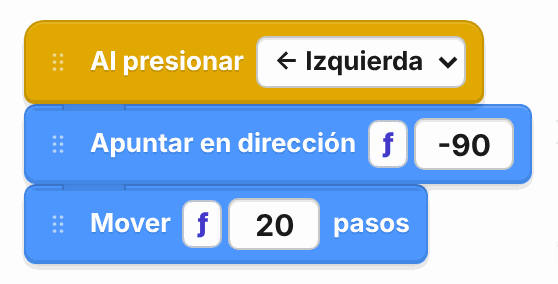 Al presionar ← Izquierda
Apuntar en dirección f -90
Mover f 20 pasos